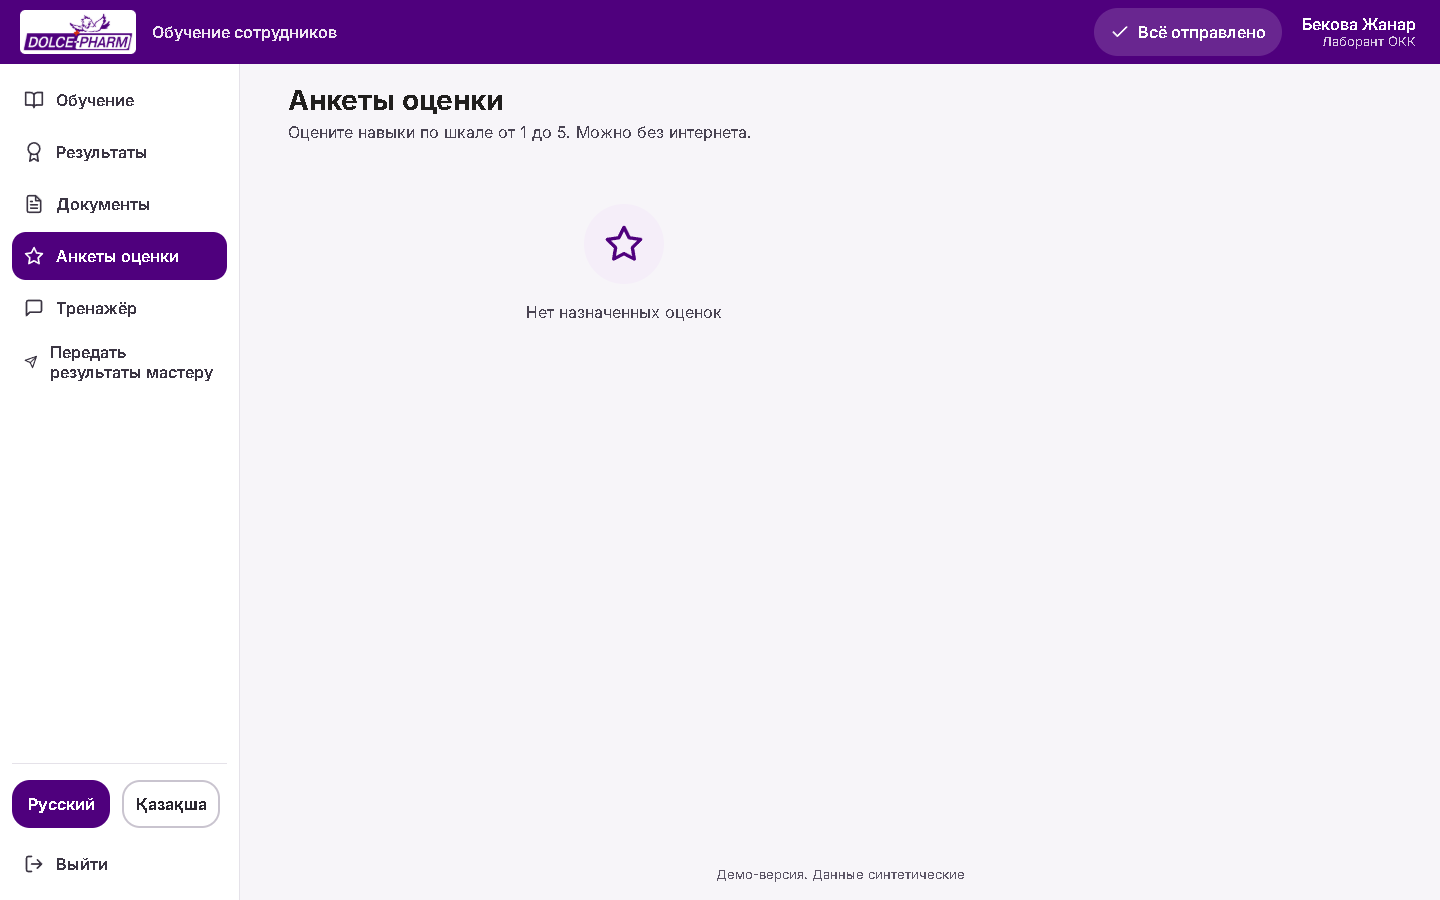 DOLCE-PHARM
Обучение сотрудников
Всё отправлено
Бекова Жанар
Лаборант ОКК
Обучение
Результаты
Документы
Анкеты оценки
Тренажёр
Передать
результаты мастеру
Русский
Қазақша
Выйти
Анкеты оценки
Оцените навыки по шкале от 1 до 5. Можно без интернета.
Нет назначенных оценок
Демо-версия. Данные синтетические